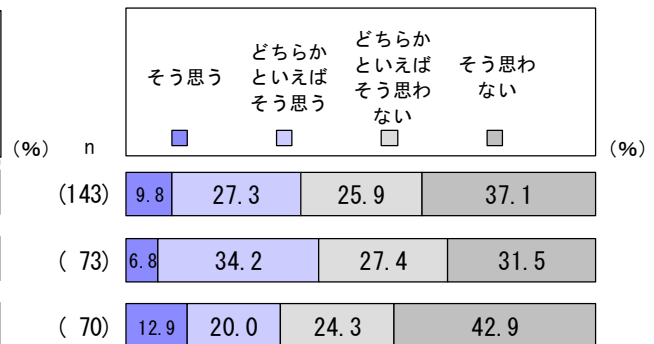 そう思う
どちらか
といえば
そう思う
どちらか
といえば
そう思わ
ない
そう思わ
ない
(%) n (%)
(143) 9.8 27.3 25.9 37.1
( 73) 6.8 34.2 27.4 31.5
( 70) 12.9 20.0 24.3 42.9